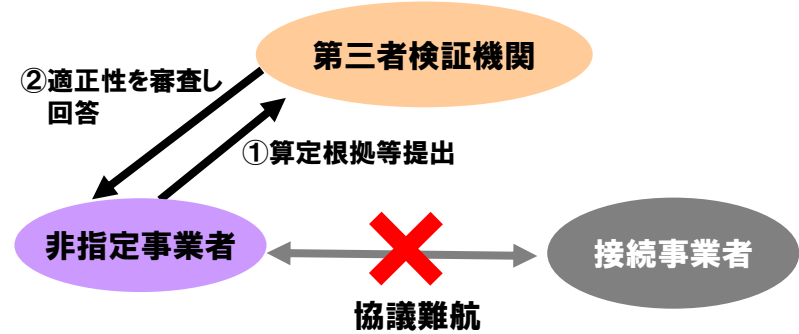 第三者検証機関
②適正性を審査し
回答
①算定根拠等提出
非指定事業者
接続事業者
協議難航